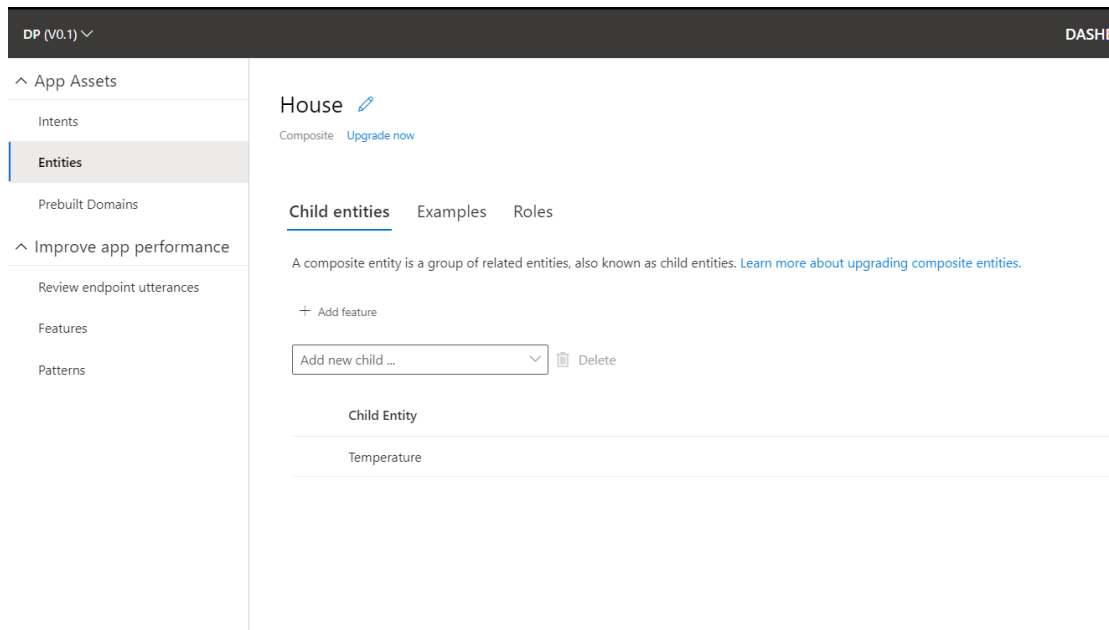 DP (V0.1)
App Assets
Intents
Entities
Prebuilt Domains
Improve app performance
Review endpoint utterances
Features
Patterns
House
Composite Upgrade now
Child entities Examples Roles
A composite entity is a group of related entities, also known as child entities. Learn more about upgrading composite entities.
+ Add feature
Add new child ... Delete
Child Entity
Temperature